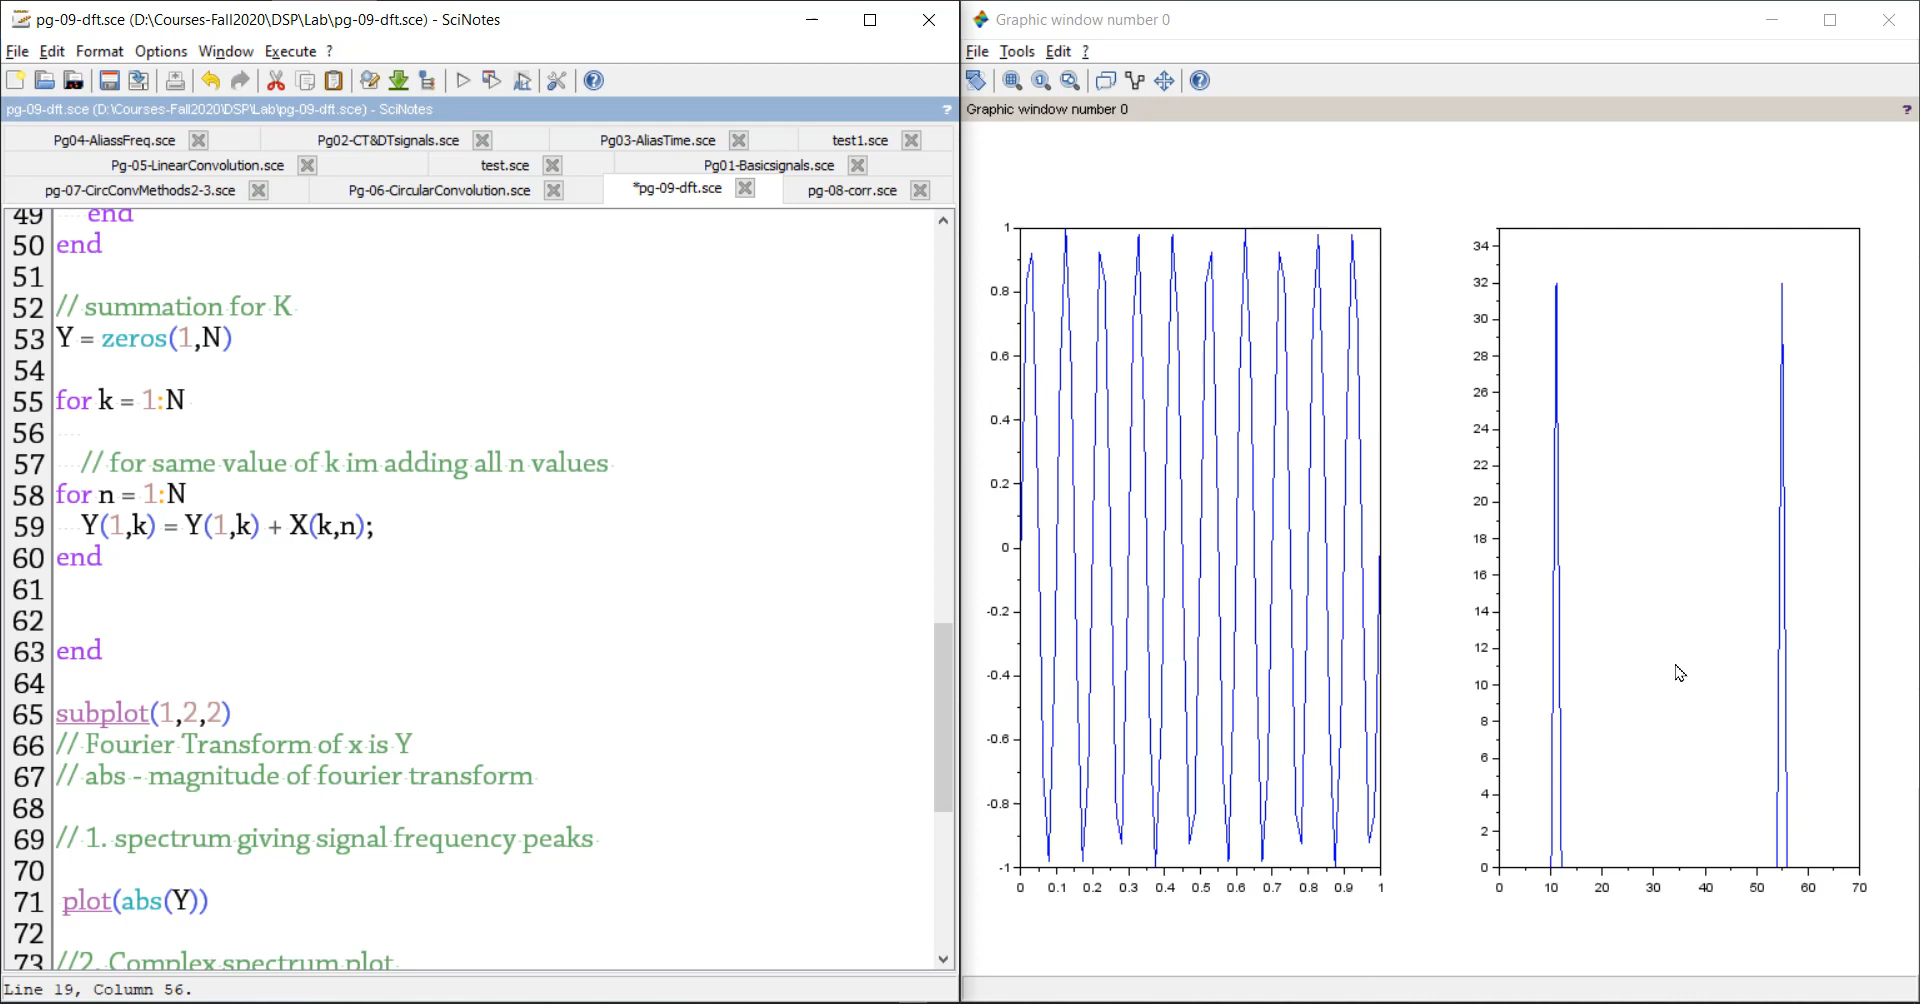 pg-09-dft.sce (D:\Courses-Fall2020\DSP\Lab\pg-09-dft.sce) - SciNotes
File Edit Format Options Window Execute ?
pg-09-dft.sce (D:\Courses-Fall2020\DSP\Lab\pg-09-dft.sce) - SciNotes ?
Pg04-AliassFreq.sce Pg02-CT&DTsignals.sce Pg03-AliasTime.sce test1.sce
Pg-05-LinearConvolution.sce test.sce Pg01-Basicsignals.sce
pg-07-CircConvMethods2-3.sce Pg-06-CircularConvolution.sce *pg-09-dft.sce pg-08-corr.sce
49 end
50 end
51
52 // summation for K
53 Y = zeros(1,N)
54
55 for k = 1:N
56
57 // for same value of k im adding all n values
58 for n = 1:N
59 Y(1,k) = Y(1,k) + X(k,n);
60 end
61
62
63 end
64
65 subplot(1,2,2)
66 // Fourier Transform of x is Y
67 // abs - magnitude of fourier transform
68
69 // 1. spectrum giving signal frequency peaks
70
71 plot(abs(Y))
72
73 //2. Complex spectrum plot
Line 19, Column 56.
Graphic window number 0
File Tools Edit ?
Graphic window number 0 ?
1
0.8
0.6
0.4
0.2
0
-0.2
-0.4
-0.6
-0.8
-1
0 0.1 0.2 0.3 0.4 0.5 0.6 0.7 0.8 0.9 1
34
32
30
28
26
24
22
20
18
16
14
12
10
8
6
4
2
0
0 10 20 30 40 50 60 70